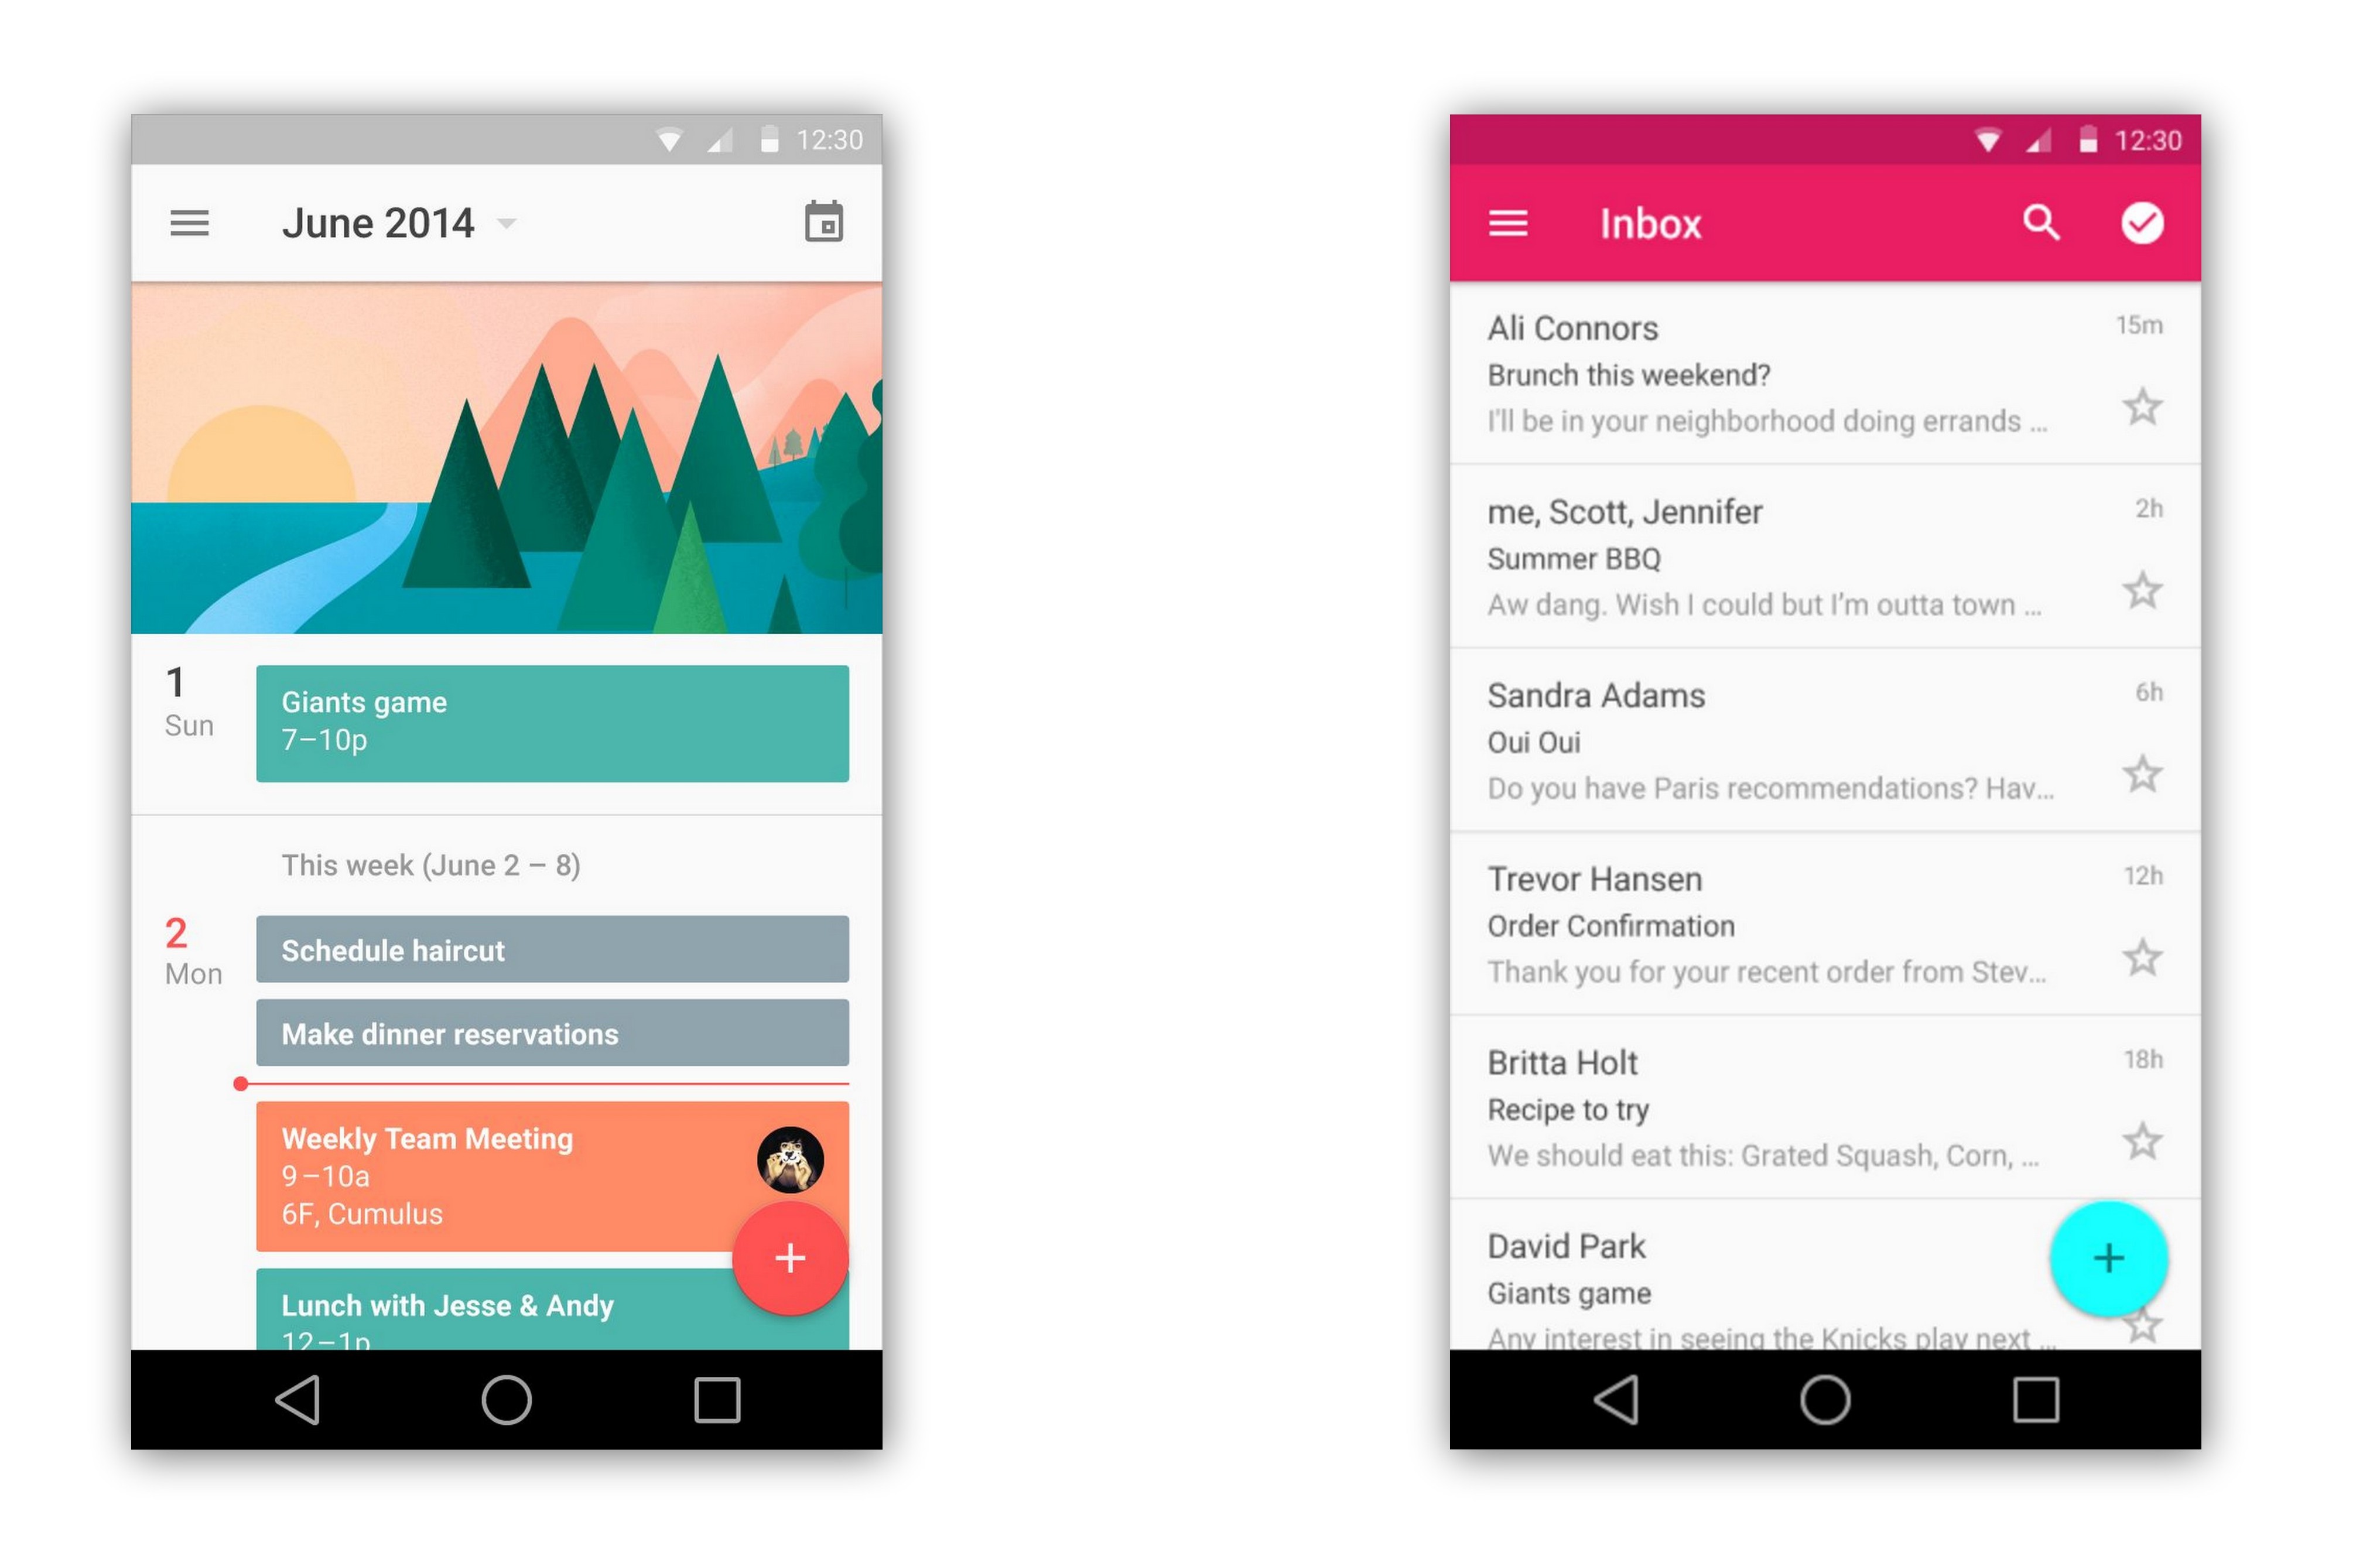 12:30
June 2014
1
Sun
Giants game
7–10p
This week (June 2 – 8)
2
Mon
Schedule haircut
Make dinner reservations
Weekly Team Meeting
9–10a
6F, Cumulus
Lunch with Jesse & Andy
12–1p
12:30
Inbox
Ali Connors
15m
Brunch this weekend?
I'll be in your neighborhood doing errands ...
me, Scott, Jennifer
2h
Summer BBQ
Aw dang. Wish I could but I'm outta town ...
Sandra Adams
6h
Oui Oui
Do you have Paris recommendations? Hav...
Trevor Hansen
12h
Order Confirmation
Thank you for your recent order from Stev...
Britta Holt
18h
Recipe to try
We should eat this: Grated Squash, Corn, ...
David Park
Giants game
Any interest in seeing the Knicks play next ...